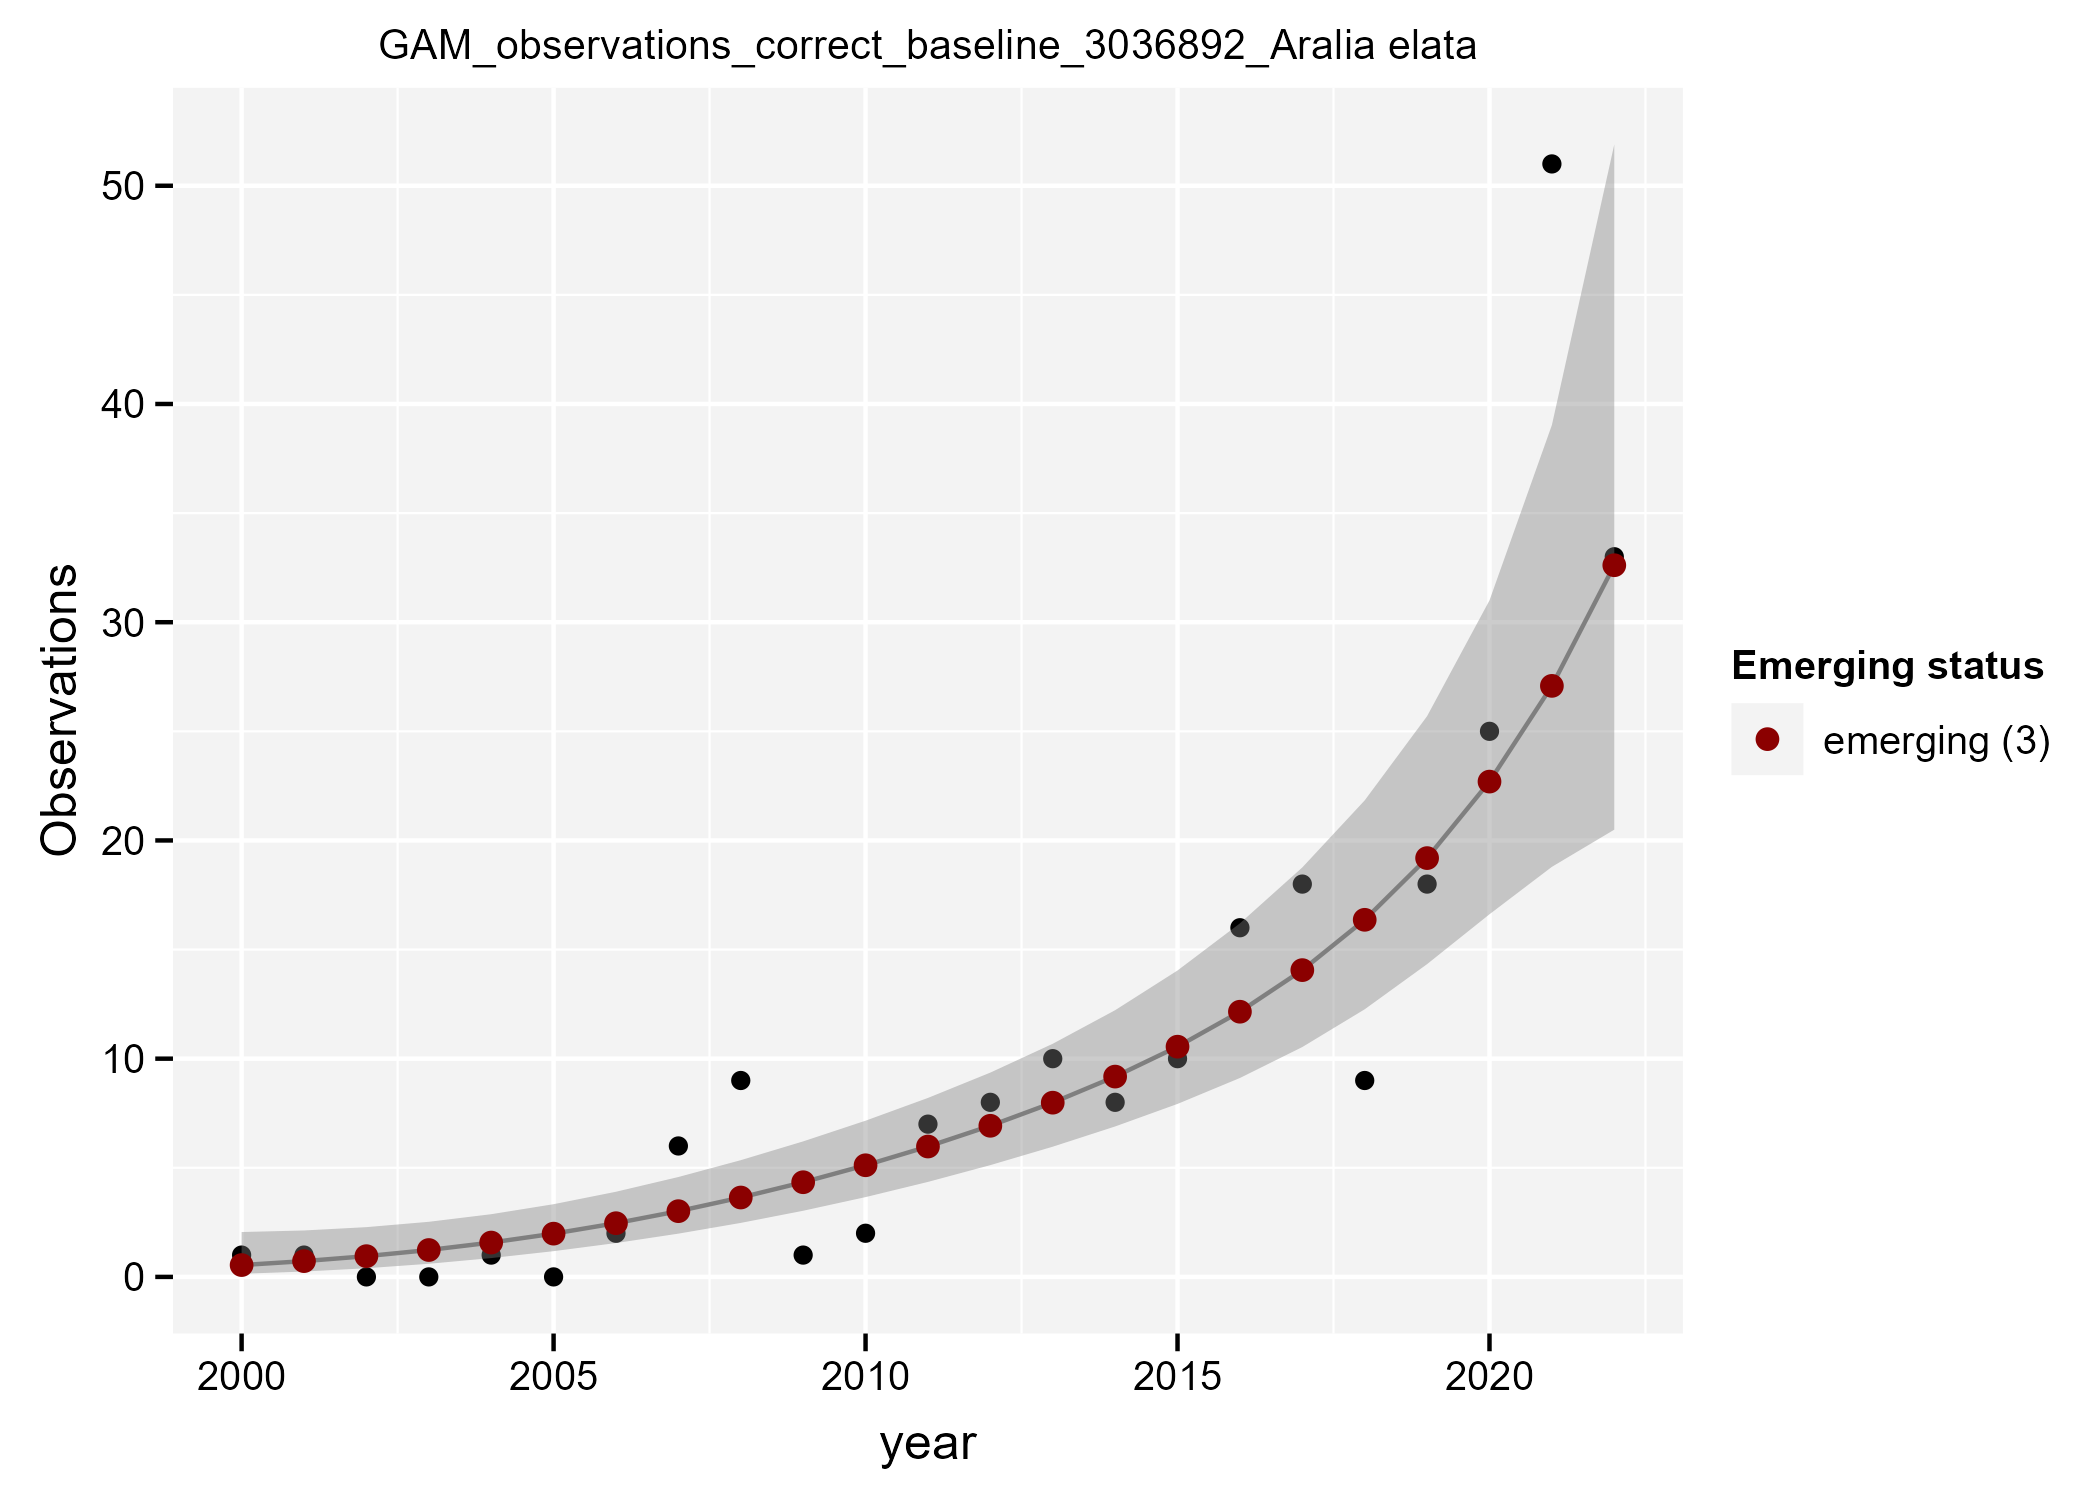 GAM_observations_correct_baseline_3036892_Aralia elata
Observations
50
40
30
20
10
0
2000 2005 2010 2015 2020
year
Emerging status
emerging (3)